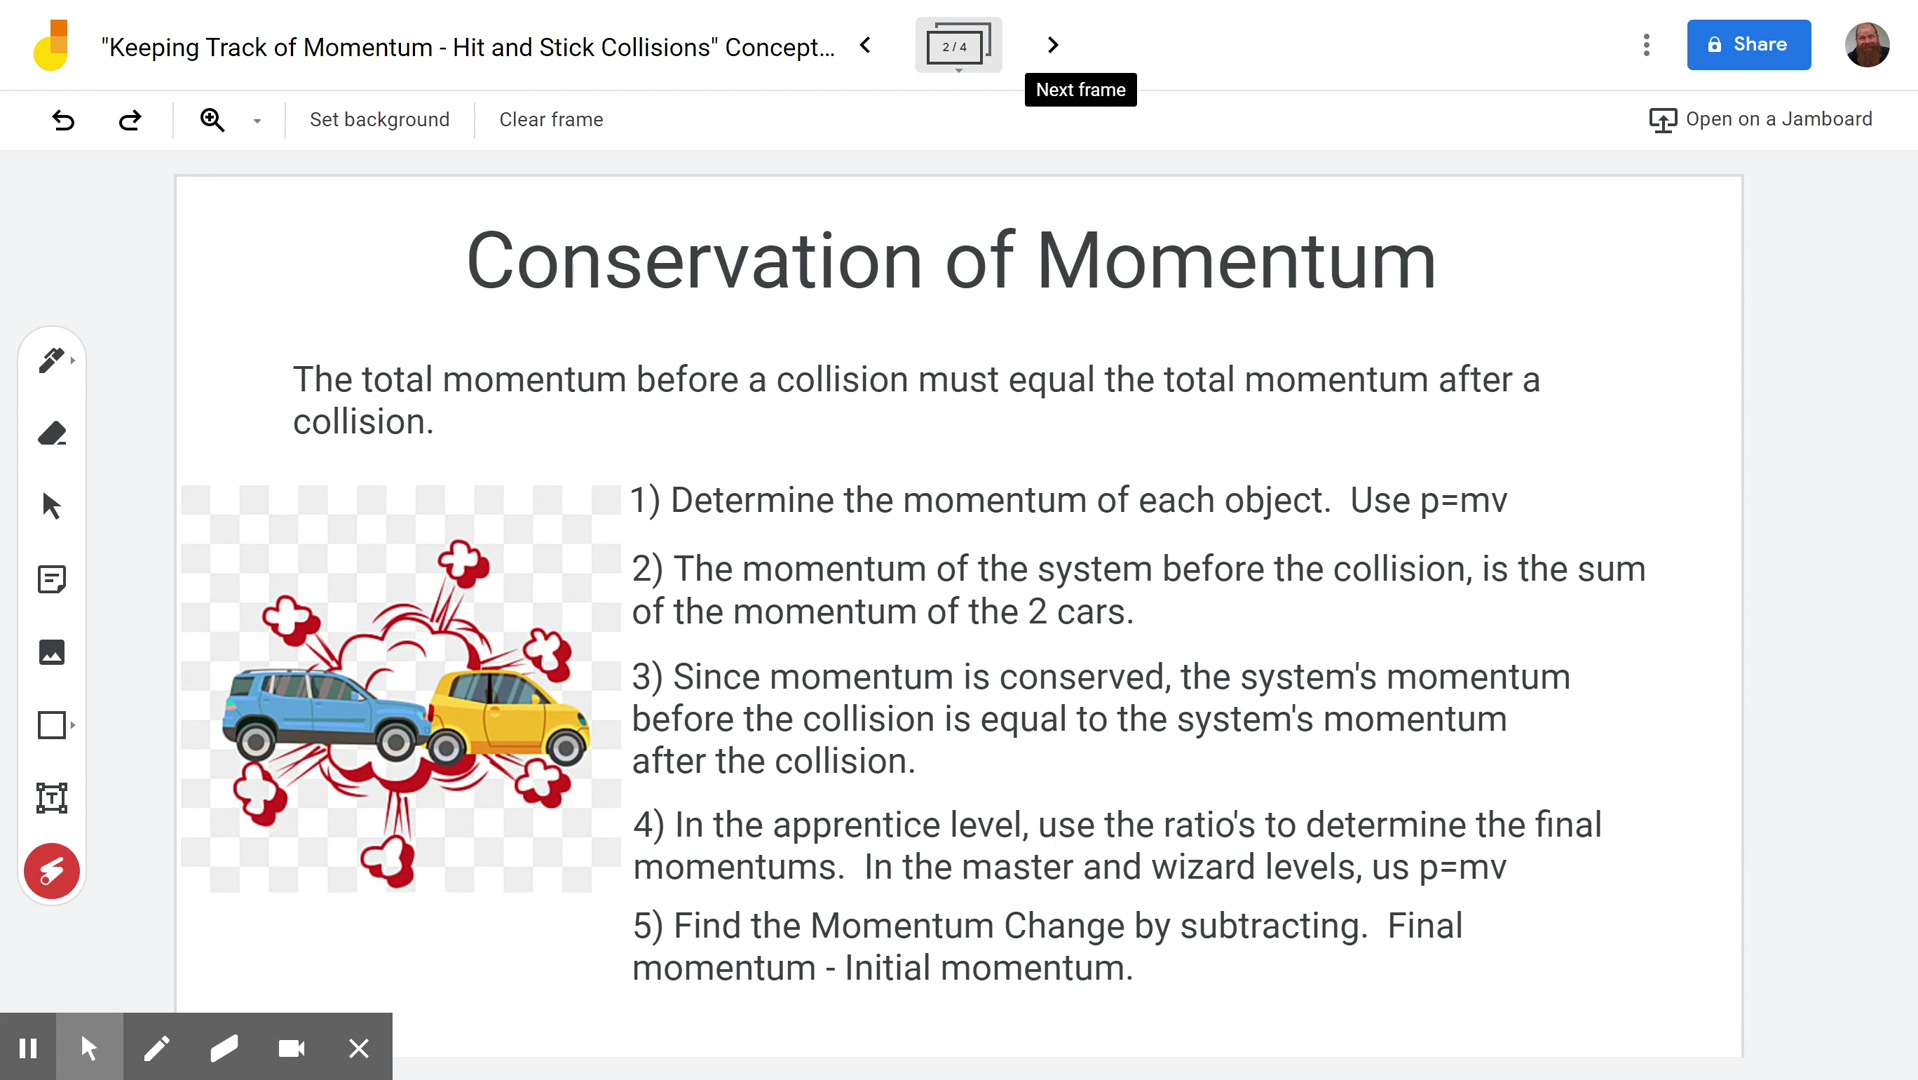 "Keeping Track of Momentum - Hit and Stick Collisions" Concept...
2 / 4
Share
Next frame
Set background
Clear frame
Open on a Jamboard
Conservation of Momentum
The total momentum before a collision must equal the total momentum after a
collision.
1) Determine the momentum of each object.  Use p=mv
2) The momentum of the system before the collision, is the sum
of the momentum of the 2 cars.
3) Since momentum is conserved, the system's momentum
before the collision is equal to the system's momentum
after the collision.
4) In the apprentice level, use the ratio's to determine the final
momentums.  In the master and wizard levels, us p=mv
5) Find the Momentum Change by subtracting.  Final
momentum - Initial momentum.